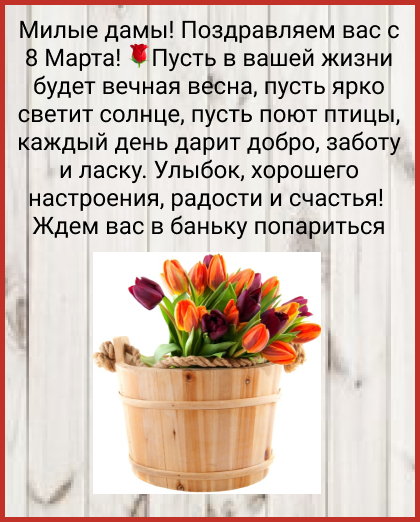 Милые дамы! Поздравляем вас с
8 Марта! 🌹Пусть в вашей жизни
будет вечная весна, пусть ярко
светит солнце, пусть поют птицы,
каждый день дарит добро, заботу
и ласку. Улыбок, хорошего
настроения, радости и счастья!
Ждем вас в баньку попариться